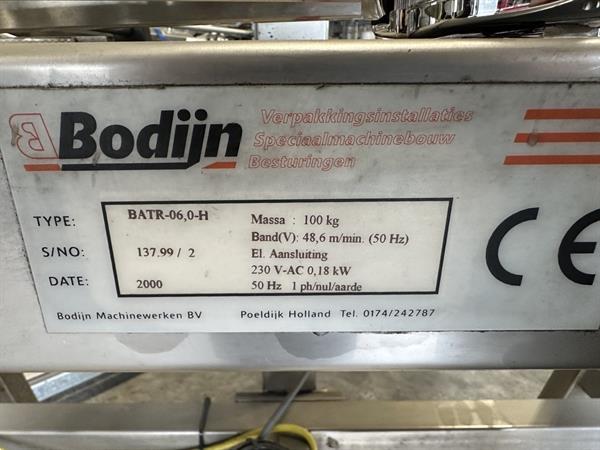 B Bodijn
Verpakkingsinstallaties
Speciaalmachinebouw
Besturingen
TYPE: BATR-06,0-H Massa : 100 kg
Band(V): 48,6 m/min. (50 Hz)
S/NO: 137.99 / 2 El. Aansluiting
230 V-AC 0,18 kW
DATE: 2000 50 Hz 1 ph/nul/aarde
CE
Bodijn Machinewerken BV Poeldijk Holland Tel. 0174/242787